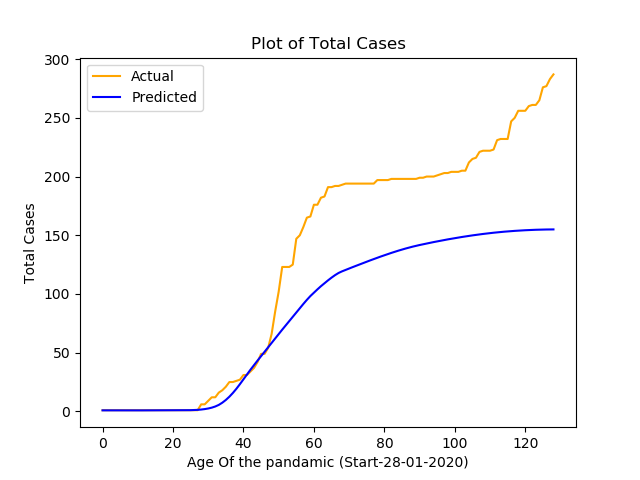 Plot of Total Cases
Actual
Predicted
300
250
200
150
100
50
0
Total Cases
0 20 40 60 80 100 120
Age Of the pandamic (Start-28-01-2020)